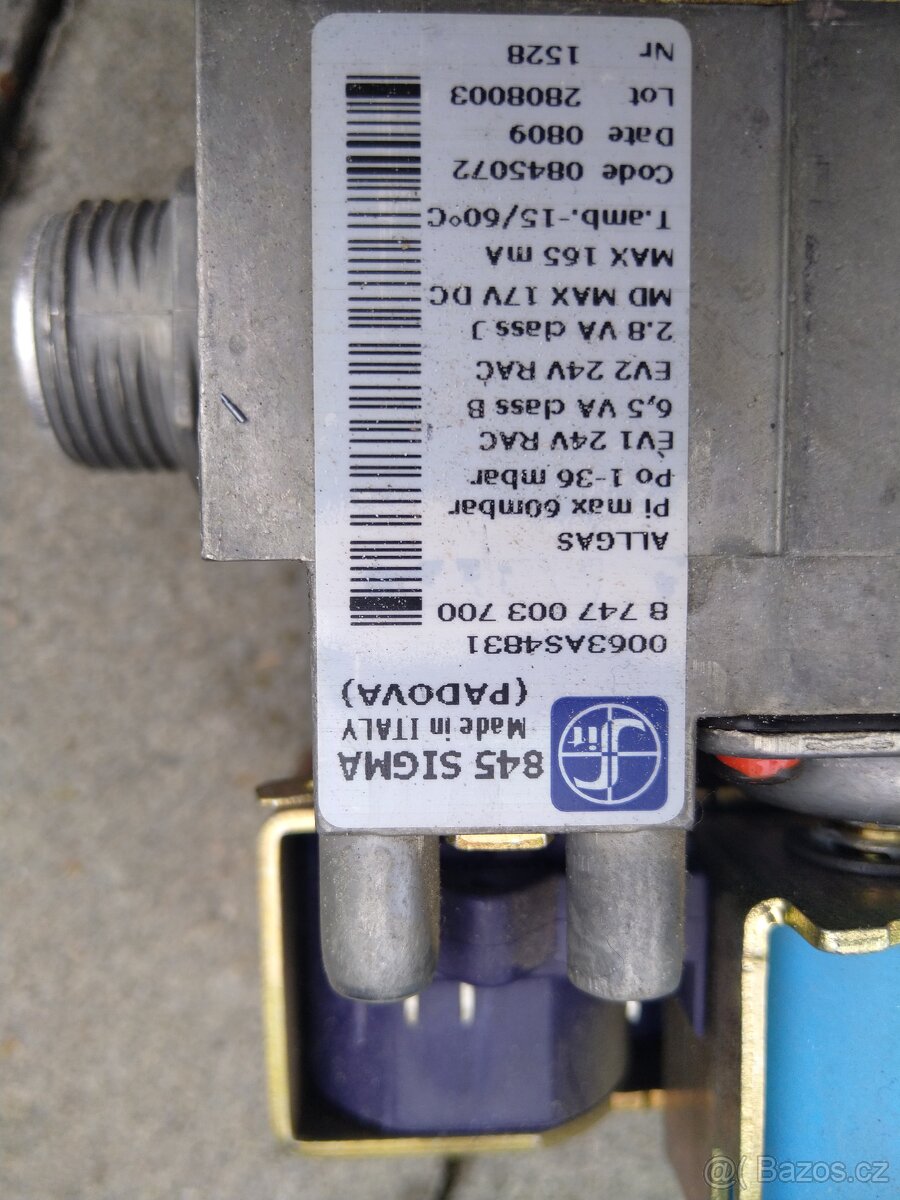 Sit
845 SIGMA
Made in ITALY
(PADOVA)
0063AS4831
8 747 003 700
ALLGAS
Pi max 60mbar
Po 1-36 mbar
EV1 24V RAC
6,5 VA class B
EV2 24V RAC
2.8 VA class J
MD MAX 17V DC
MAX 165 mA
T.amb.-15/60°C
Code 0845072
Date 0809
Lot 2808003
Nr 1528
@( Bazos.cz